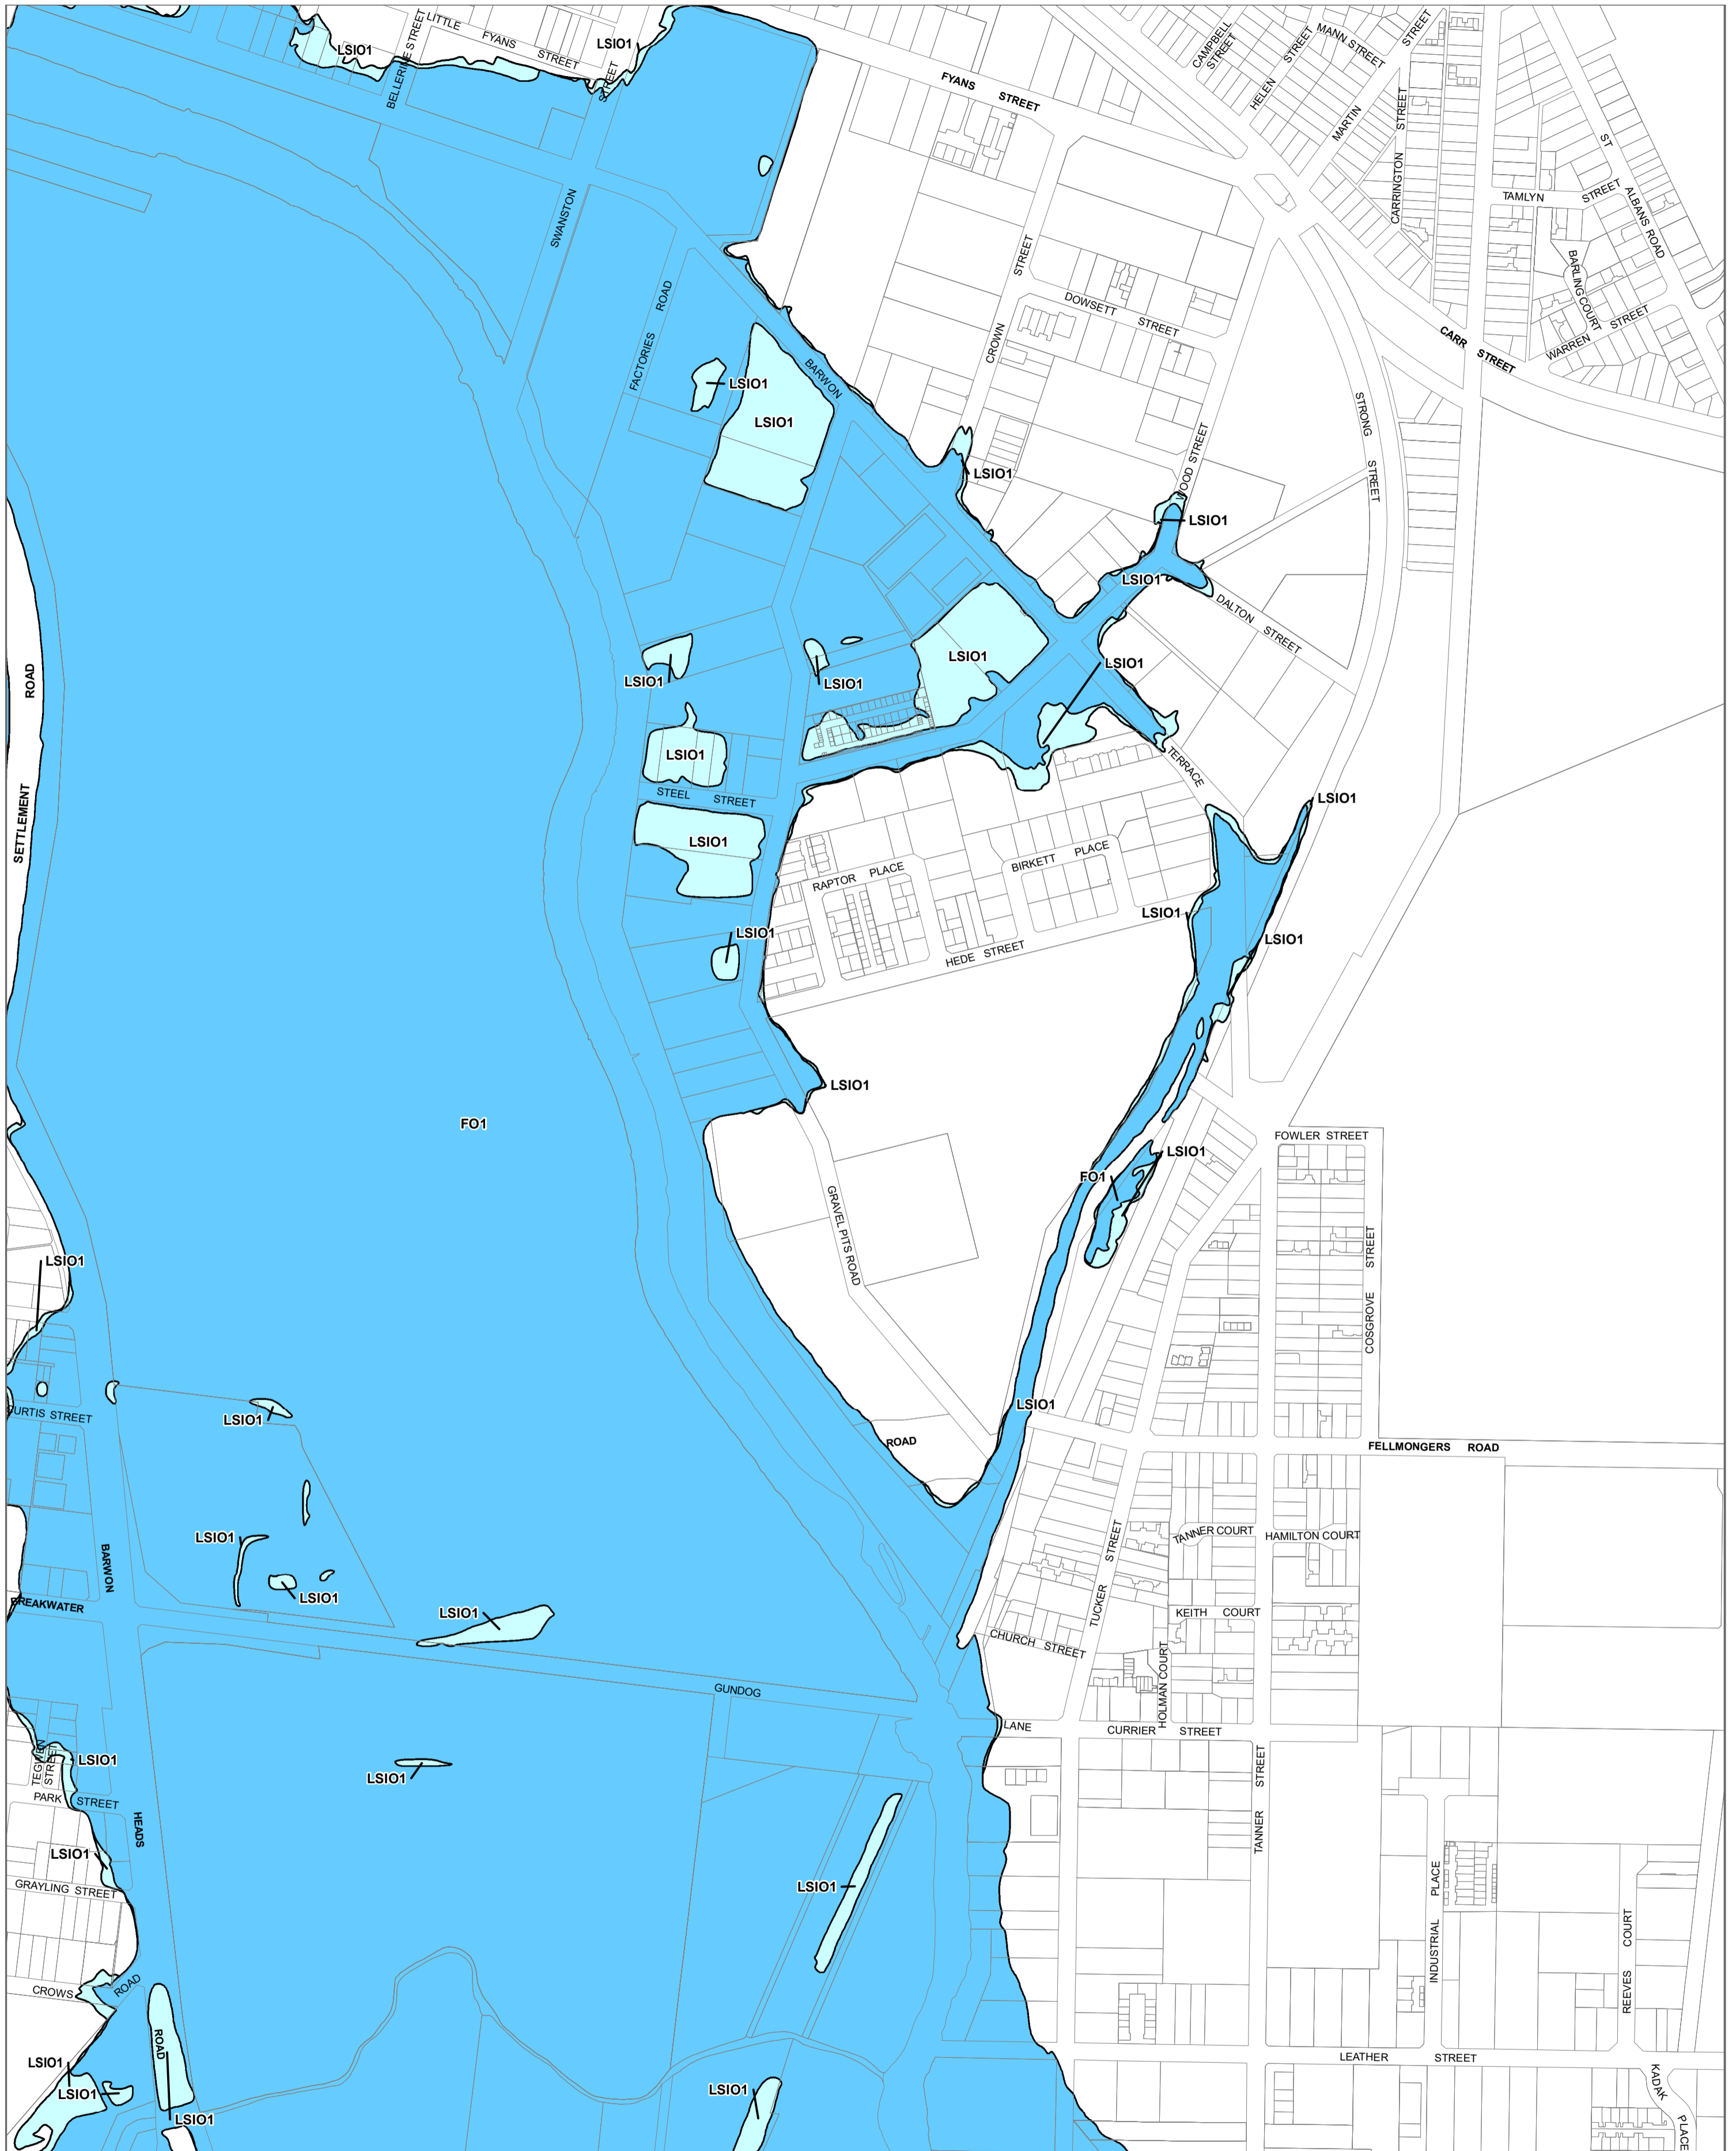 LITTLE FYANS STREET
BELLERINE STREET
LSIO1
LSIO1
STREET
SWANSTON
FYANS STREET
CAMPBELL
STREET
HELEN STREET
MANN STREET
MARTIN STREET
CARRINGTON STREET
TAMLYN STREET
ST ALBANS ROAD
BARLING COURT
WARREN STREET
CARR STREET
FACTORIES ROAD
BARWON
CROWN STREET
DOWSETT STREET
STRONG STREET
LSIO1
LSIO1
LSIO1
WOOD STREET
LSIO1
LSIO1
DALTON STREET
LSIO1
LSIO1
LSIO1
LSIO1
SETTLEMENT ROAD
LSIO1
TERRACE
STEEL STREET
LSIO1
LSIO1
RAPTOR PLACE
BIRKETT PLACE
LSIO1
LSIO1
LSIO1
HEDE STREET
LSIO1
FO1
FOWLER STREET
LSIO1
FO1
GRAVEL PITS ROAD
COSGROVE STREET
LSIO1
LSIO1
LSIO1
URTIS STREET
ROAD
FELLMONGERS ROAD
LSIO1
LSIO1
BARWON
BREAKWATER
LSIO1
TANNER COURT
HAMILTON COURT
TUCKER STREET
KEITH COURT
CHURCH STREET
HOLMAN COURT
GUNDOG
LANE
CURRIER STREET
TEGWEN
STREET
LSIO1
LSIO1
PARK STREET
HEADS
TANNER STREET
LSIO1
LSIO1
GRAYLING STREET
INDUSTRIAL PLACE
REEVES COURT
CROWS ROAD
ROAD
LSIO1
LSIO1
LSIO1
LSIO1
LEATHER STREET
KADAK PLACE